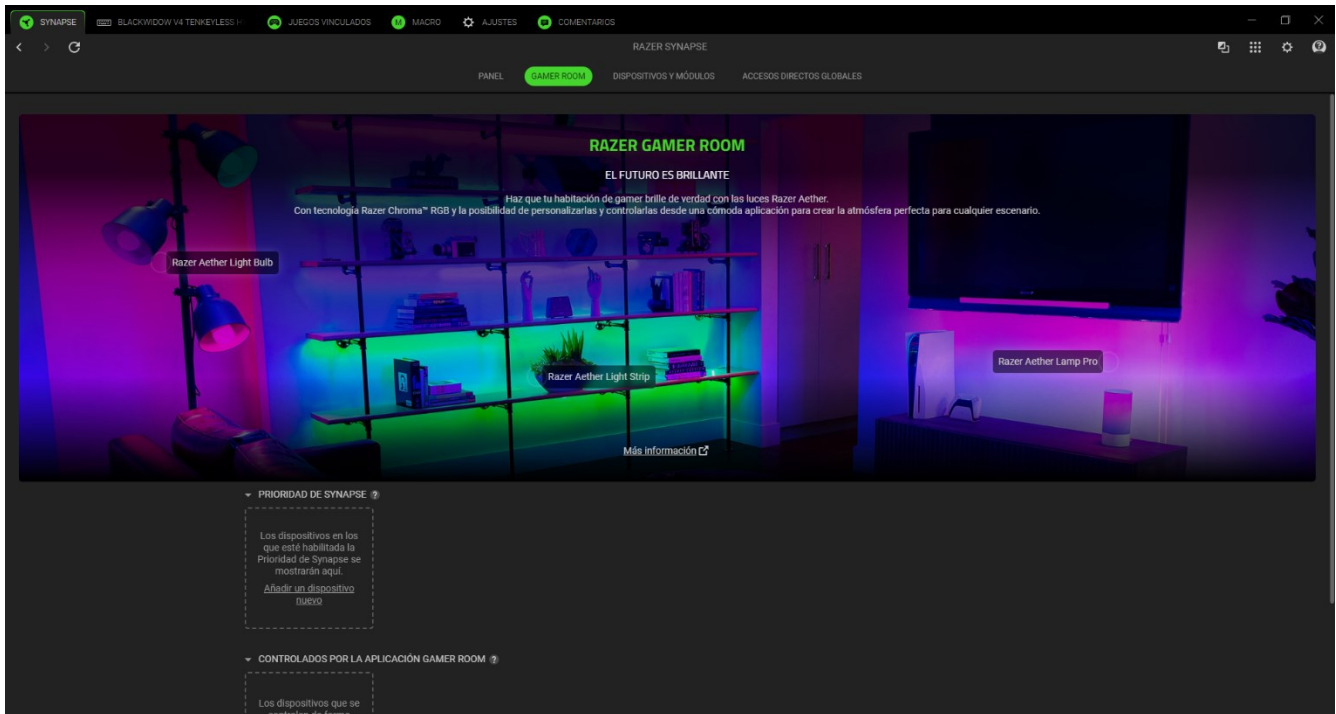 SYNAPSE
BLACKWIDOW V4 TENKEYLESS H
JUEGOS VINCULADOS
MACRO
AJUSTES
COMENTARIOS
RAZER SYNAPSE
PANEL
GAMER ROOM
DISPOSITIVOS Y MÓDULOS
ACCESOS DIRECTOS GLOBALES
RAZER GAMER ROOM
EL FUTURO ES BRILLANTE
Haz que tu habitación de gamer brille de verdad con las luces Razer Aether.
Con tecnología Razer Chroma™ RGB y la posibilidad de personalizarlas y controlarlas desde una cómoda aplicación para crear la atmósfera perfecta para cualquier escenario.
Razer Aether Light Bulb
Razer Aether Lamp Pro
Razer Aether Light Strip
Más información
PRIORIDAD DE SYNAPSE ?
Los dispositivos en los
que esté habilitada la
Prioridad de Synapse se
mostrarán aquí.
Añadir un dispositivo
nuevo
CONTROLADOS POR LA APLICACIÓN GAMER ROOM ?
Los dispositivos que se